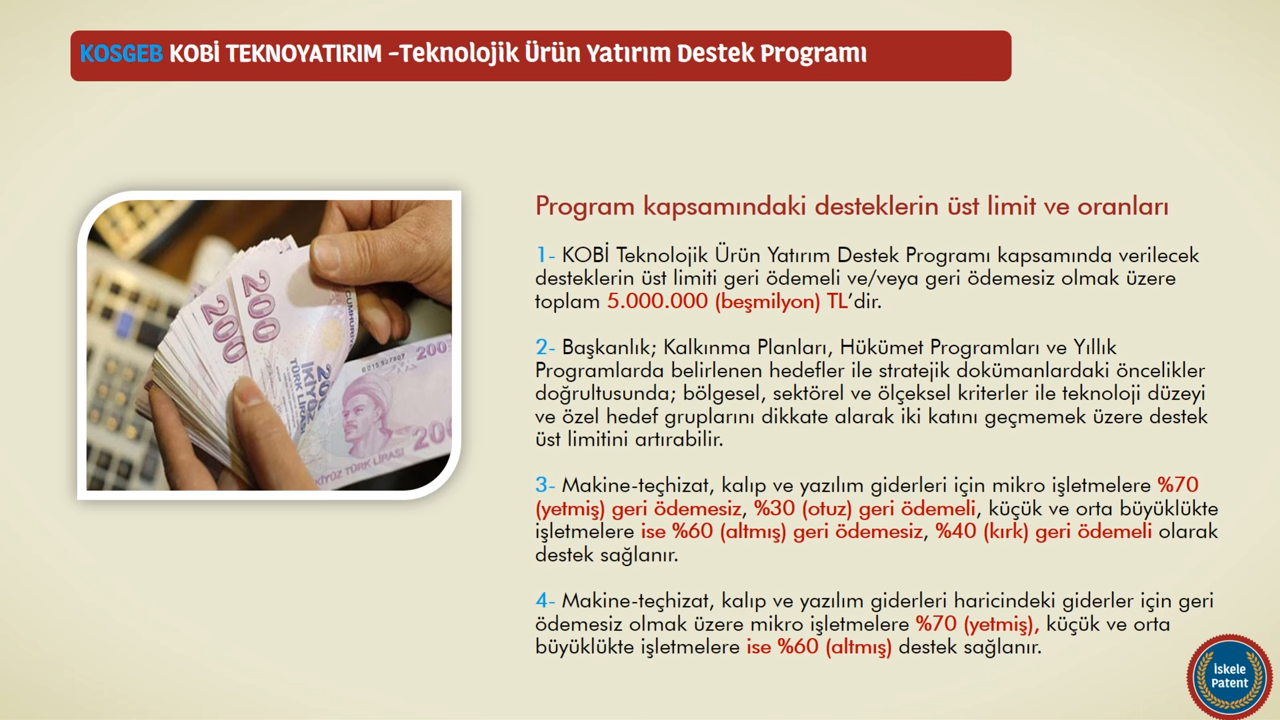 KOSGEB KOBİ TEKNOYATIRIM -Teknolojik Ürün Yatırım Destek Programı
Program kapsamındaki desteklerin üst limit ve oranları
1- KOBİ Teknolojik Ürün Yatırım Destek Programı kapsamında verilecek
desteklerin üst limiti geri ödemeli ve/veya geri ödemesiz olmak üzere
toplam 5.000.000 (beşmilyon) TL'dir.
2- Başkanlık; Kalkınma Planları, Hükümet Programları ve Yıllık
Programlarda belirlenen hedefler ile stratejik dokümanlardaki öncelikler
doğrultusunda; bölgesel, sektörel ve ölçeksel kriterler ile teknoloji düzeyi
ve özel hedef gruplarını dikkate alarak iki katını geçmemek üzere destek
üst limitini artırabilir.
3- Makine-teçhizat, kalıp ve yazılım giderleri için mikro işletmelere %70
(yetmiş) geri ödemesiz, %30 (otuz) geri ödemeli, küçük ve orta büyüklükte
işletmelere ise %60 (altmış) geri ödemesiz, %40 (kırk) geri ödemeli olarak
destek sağlanır.
4- Makine-teçhizat, kalıp ve yazılım giderleri haricindeki giderler için geri
ödemesiz olmak üzere mikro işletmelere %70 (yetmiş), küçük ve orta
büyüklükte işletmelere ise %60 (altmış) destek sağlanır.
200
200
200
200
TÜRK LİRASI
İskele
Patent